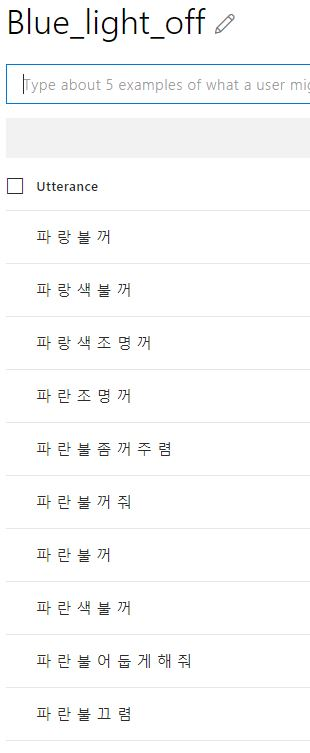 Blue_light_off
Type about 5 examples of what a user mig
Utterance
파 랑 불 꺼
파 랑 색 불 꺼
파 랑 색 조 명 꺼
파 란 조 명 꺼
파 란 불 좀 꺼 주 렴
파 란 불 꺼 줘
파 란 불 꺼
파 란 색 불 꺼
파 란 불 어 둡 게 해 줘
파 란 불 끄 렴